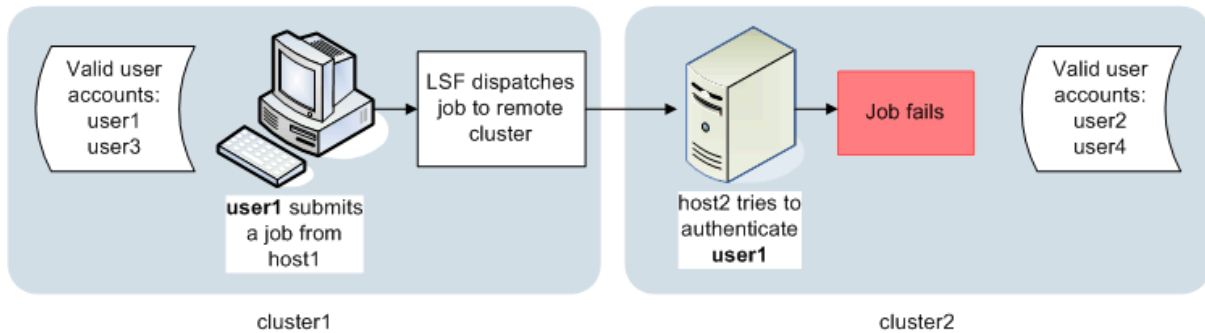 Valid user
accounts:
user1
user3
user1 submits
a job from
host1
LSF dispatches
job to remote
cluster
host2 tries to
authenticate
user1
Job fails
Valid user
accounts:
user2
user4
cluster1
cluster2